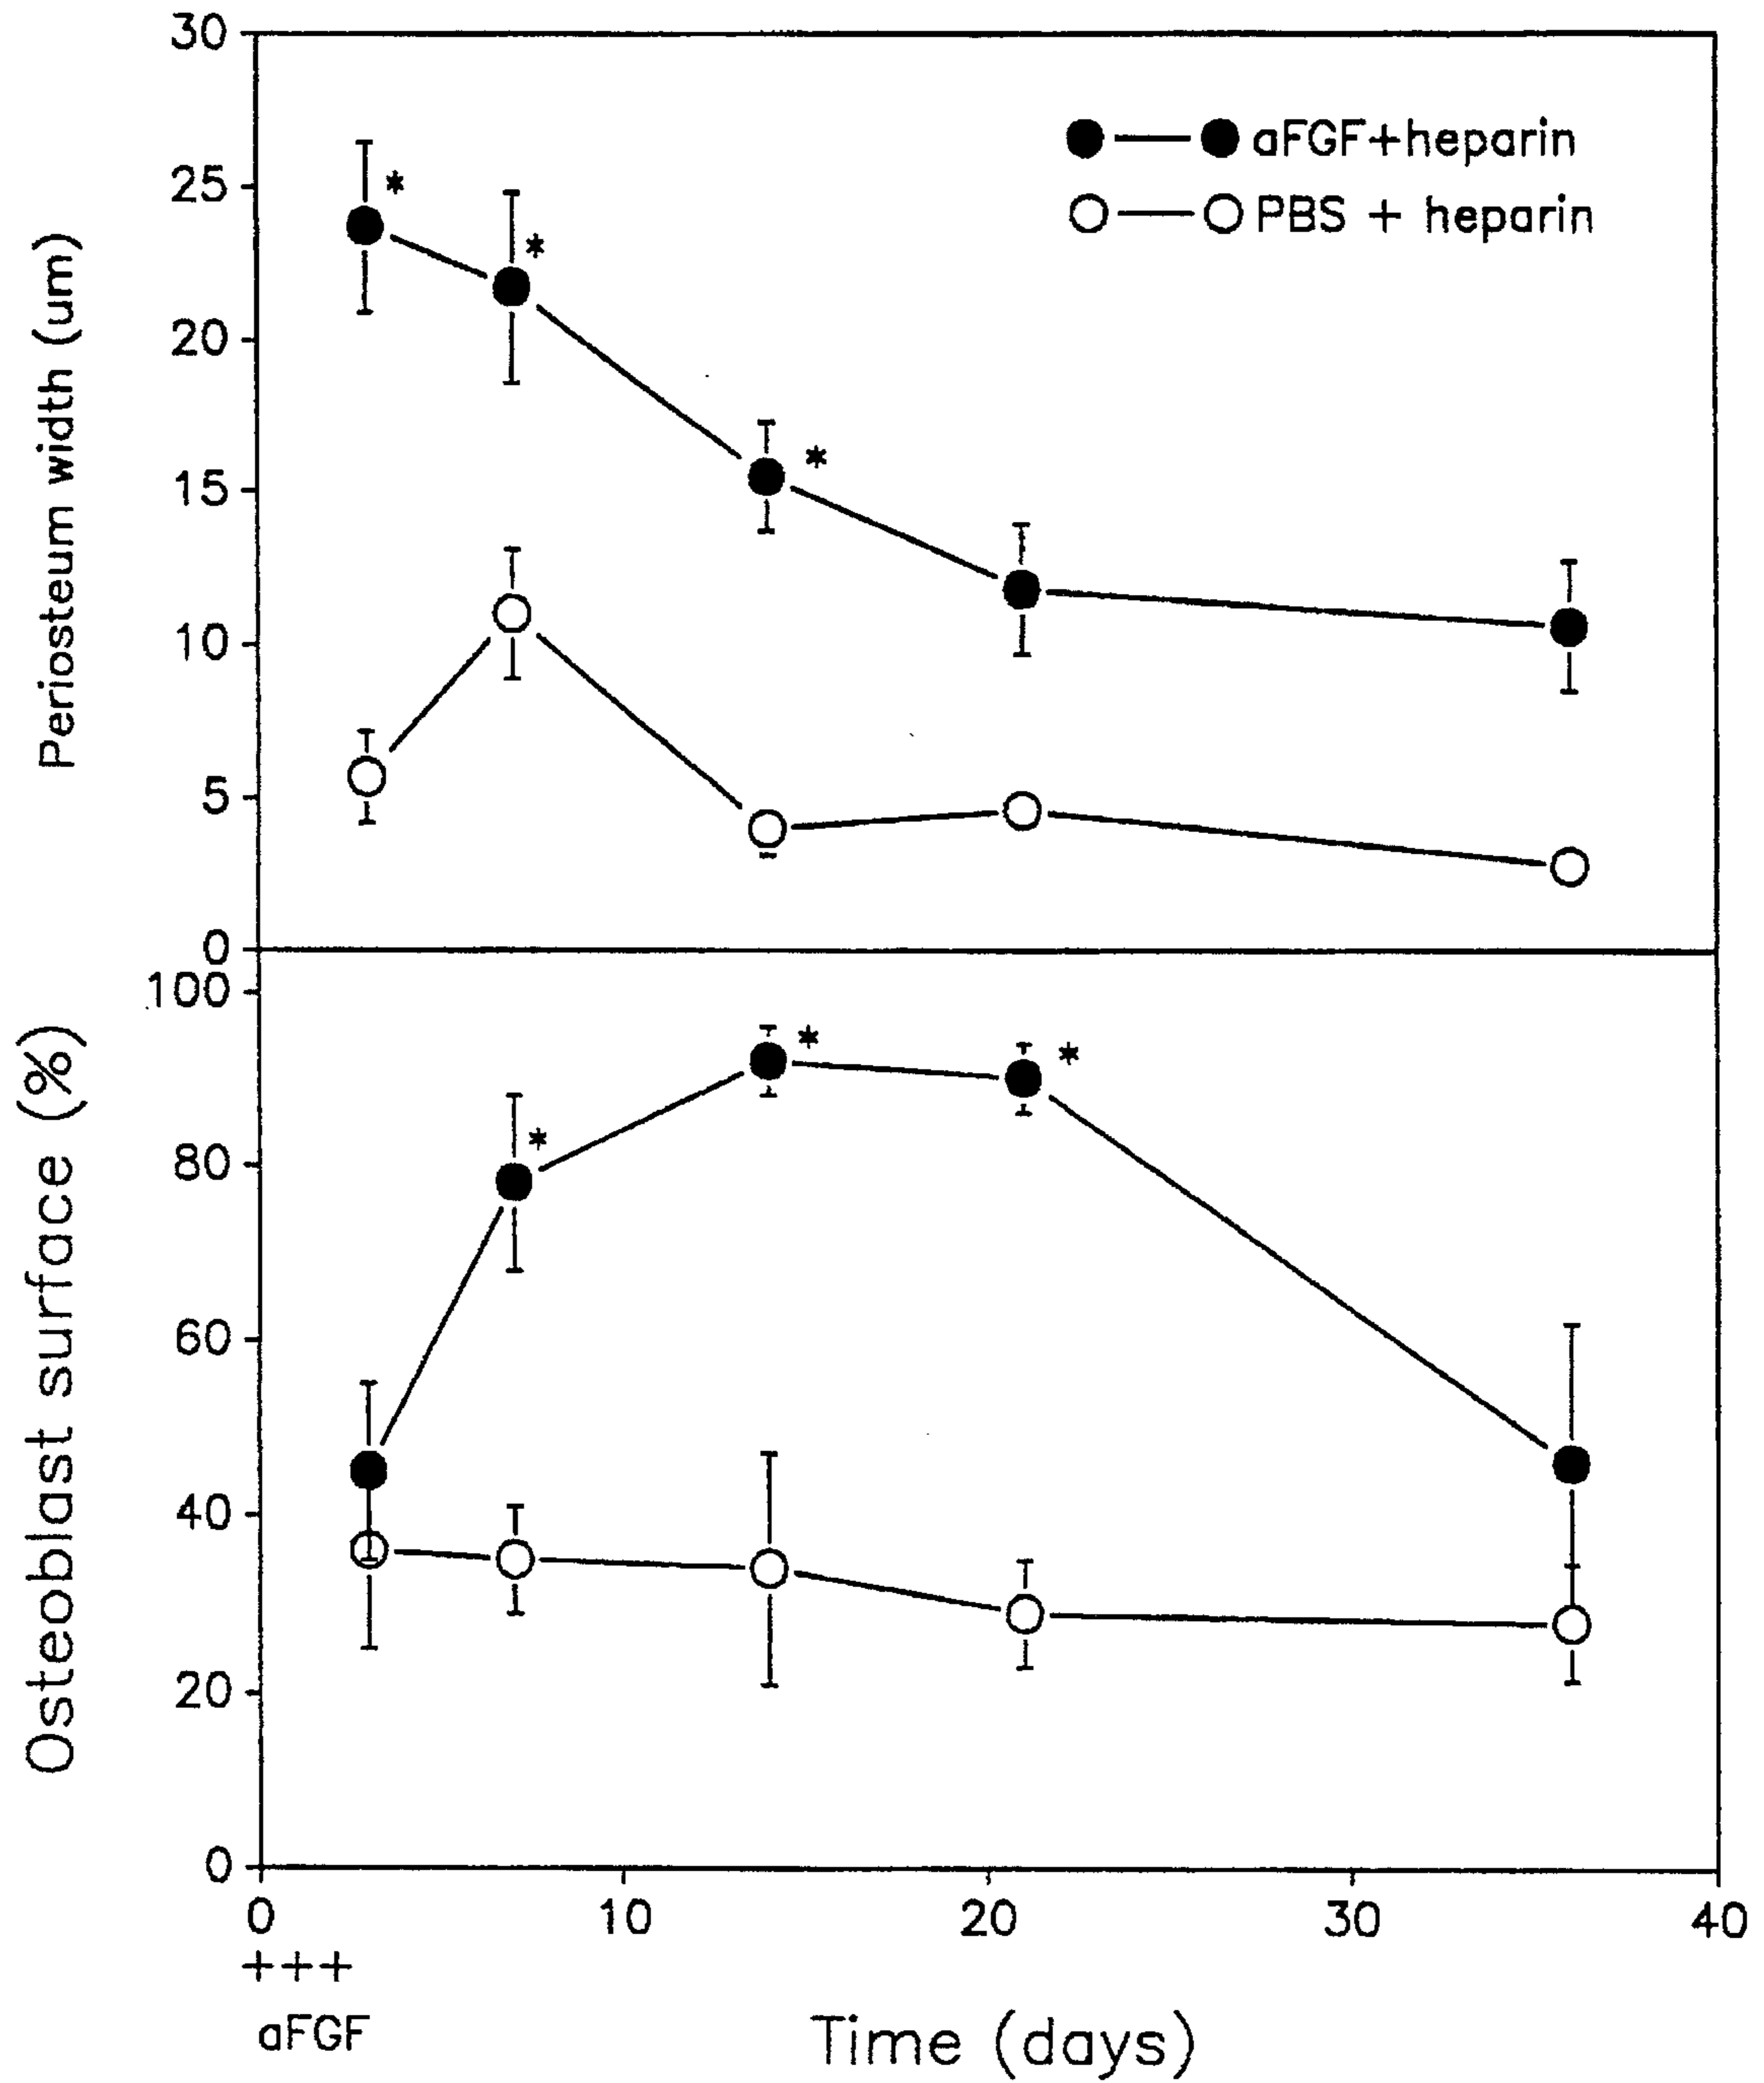 30
25
20
15
10
5
0
Periosteum width (um)
aFGF+heparin
PBS + heparin
*
*
*
100
80
60
40
20
0
Osteoblast surface (%)
*
*
*
0 10 20 30 40
+++
aFGF
Time (days)